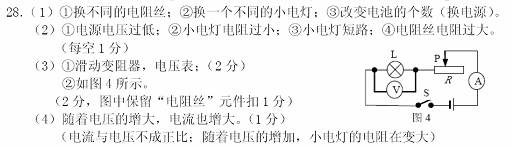 28.（1）①换不同的电阻丝；②换一个不同的小电灯；③改变电池的个数（换电源）。
（2）①电源电压过低；②小电灯电阻过小；③小电灯短路；④电阻丝电阻过大。
（每空1分）
（3）①滑动变阻器，电压表；（2分）
②如图4所示。
（2分，图中保留“电阻丝”元件扣1分）
（4）随着电压的增大，电流也增大。（1分）
（电流与电压不成正比；随着电压的增加，小电灯的电阻在变大）
L
P
V
R
A
S
图4